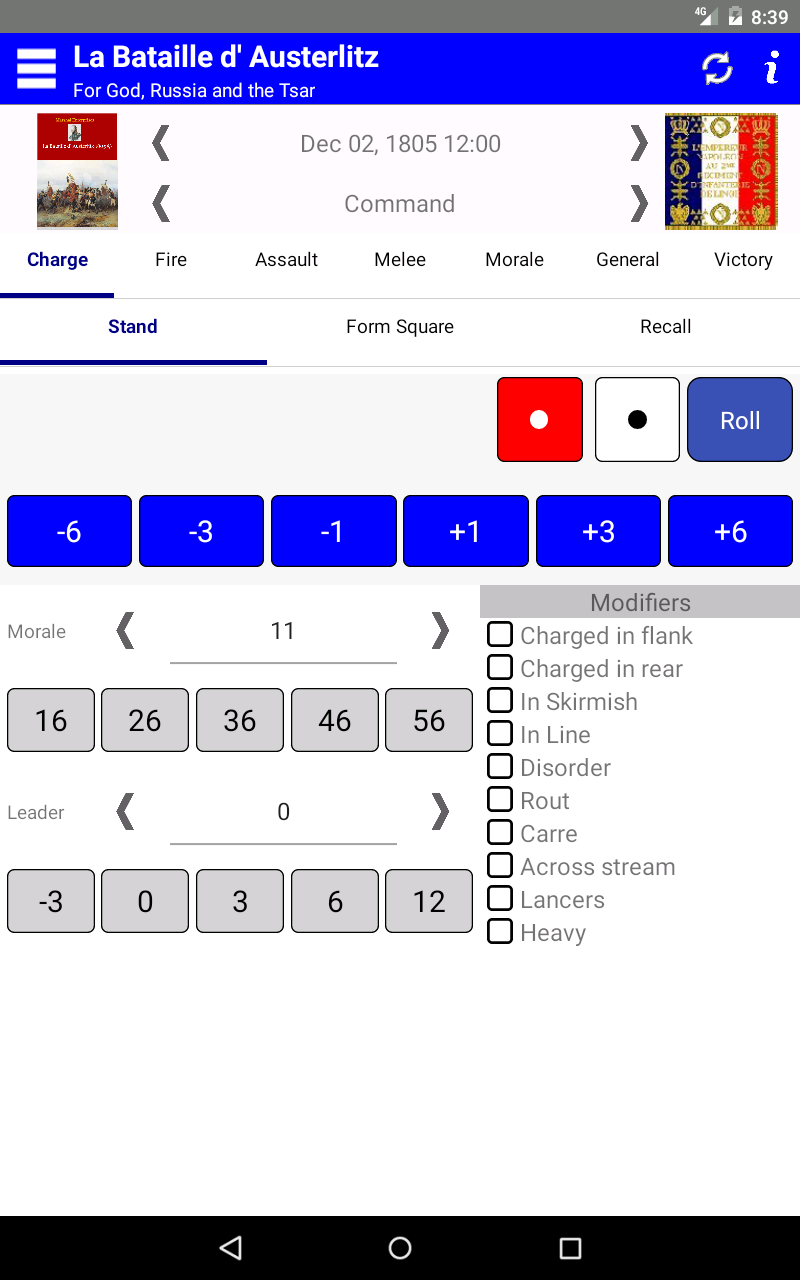 4G 8:39
La Bataille d' Austerlitz
For God, Russia and the Tsar
Dec 02, 1805 12:00
Command
L'EMPEREUR
NAPOLEON
AU 2ME
REGIMENT
D'INFANTERIE
DE LIGNE
Charge Fire Assault Melee Morale General Victory
Stand Form Square Recall
Roll
-6 -3 -1 +1 +3 +6
Modifiers
Morale 11
Charged in flank
Charged in rear
In Skirmish
16 26 36 46 56
In Line
Disorder
Leader 0
Rout
Carre
Across stream
-3 0 3 6 12
Lancers
Heavy